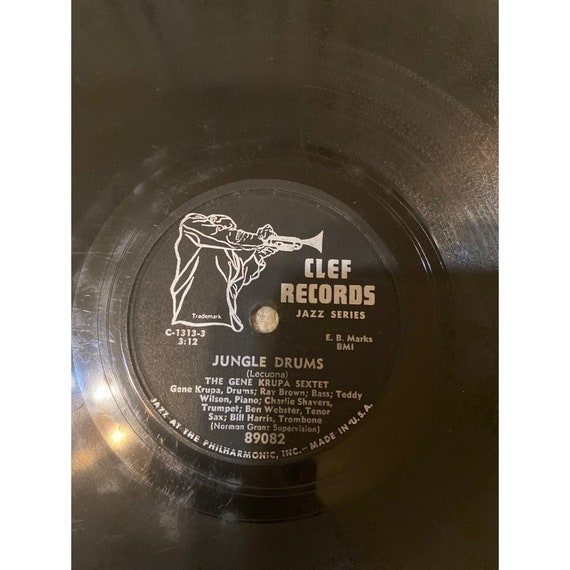 CLEF
RECORDS
JAZZ SERIES
Trademark
C-1313-3
3:12
E. B. Marks
BMI
JUNGLE DRUMS
(Lecuona)
THE GENE KRUPA SEXTET
Gene Krupa, Drums; Ray Brown; Bass; Teddy
Wilson, Piano; Charlie Shavers,
Trumpet; Ben Webster, Tenor
Sax; Bill Harris, Trombone
(Norman Granz Supervision)
89082
JAZZ AT THE PHILHARMONIC, INC.—MADE IN U.S.A.